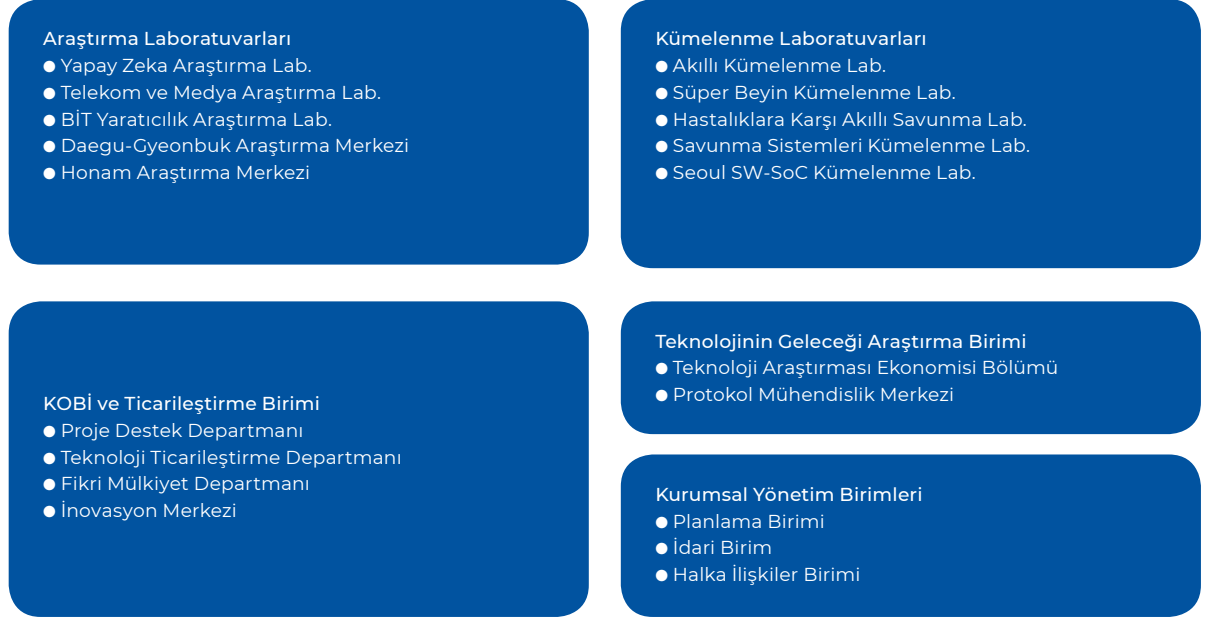 Araştırma Laboratuvarları
● Yapay Zeka Araştırma Lab.
● Telekom ve Medya Araştırma Lab.
● BİT Yaratıcılık Araştırma Lab.
● Daegu-Gyeonbuk Araştırma Merkezi
● Honam Araştırma Merkezi
Kümelenme Laboratuvarları
● Akıllı Kümelenme Lab.
● Süper Beyin Kümelenme Lab.
● Hastalıklara Karşı Akıllı Savunma Lab.
● Savunma Sistemleri Kümelenme Lab.
● Seoul SW-SoC Kümelenme Lab.
KOBİ ve Ticarileştirme Birimi
● Proje Destek Departmanı
● Teknoloji Ticarileştirme Departmanı
● Fikri Mülkiyet Departmanı
● İnovasyon Merkezi
Teknolojinin Geleceği Araştırma Birimi
● Teknoloji Araştırması Ekonomisi Bölümü
● Protokol Mühendislik Merkezi
Kurumsal Yönetim Birimleri
● Planlama Birimi
● İdari Birim
● Halka İlişkiler Birimi